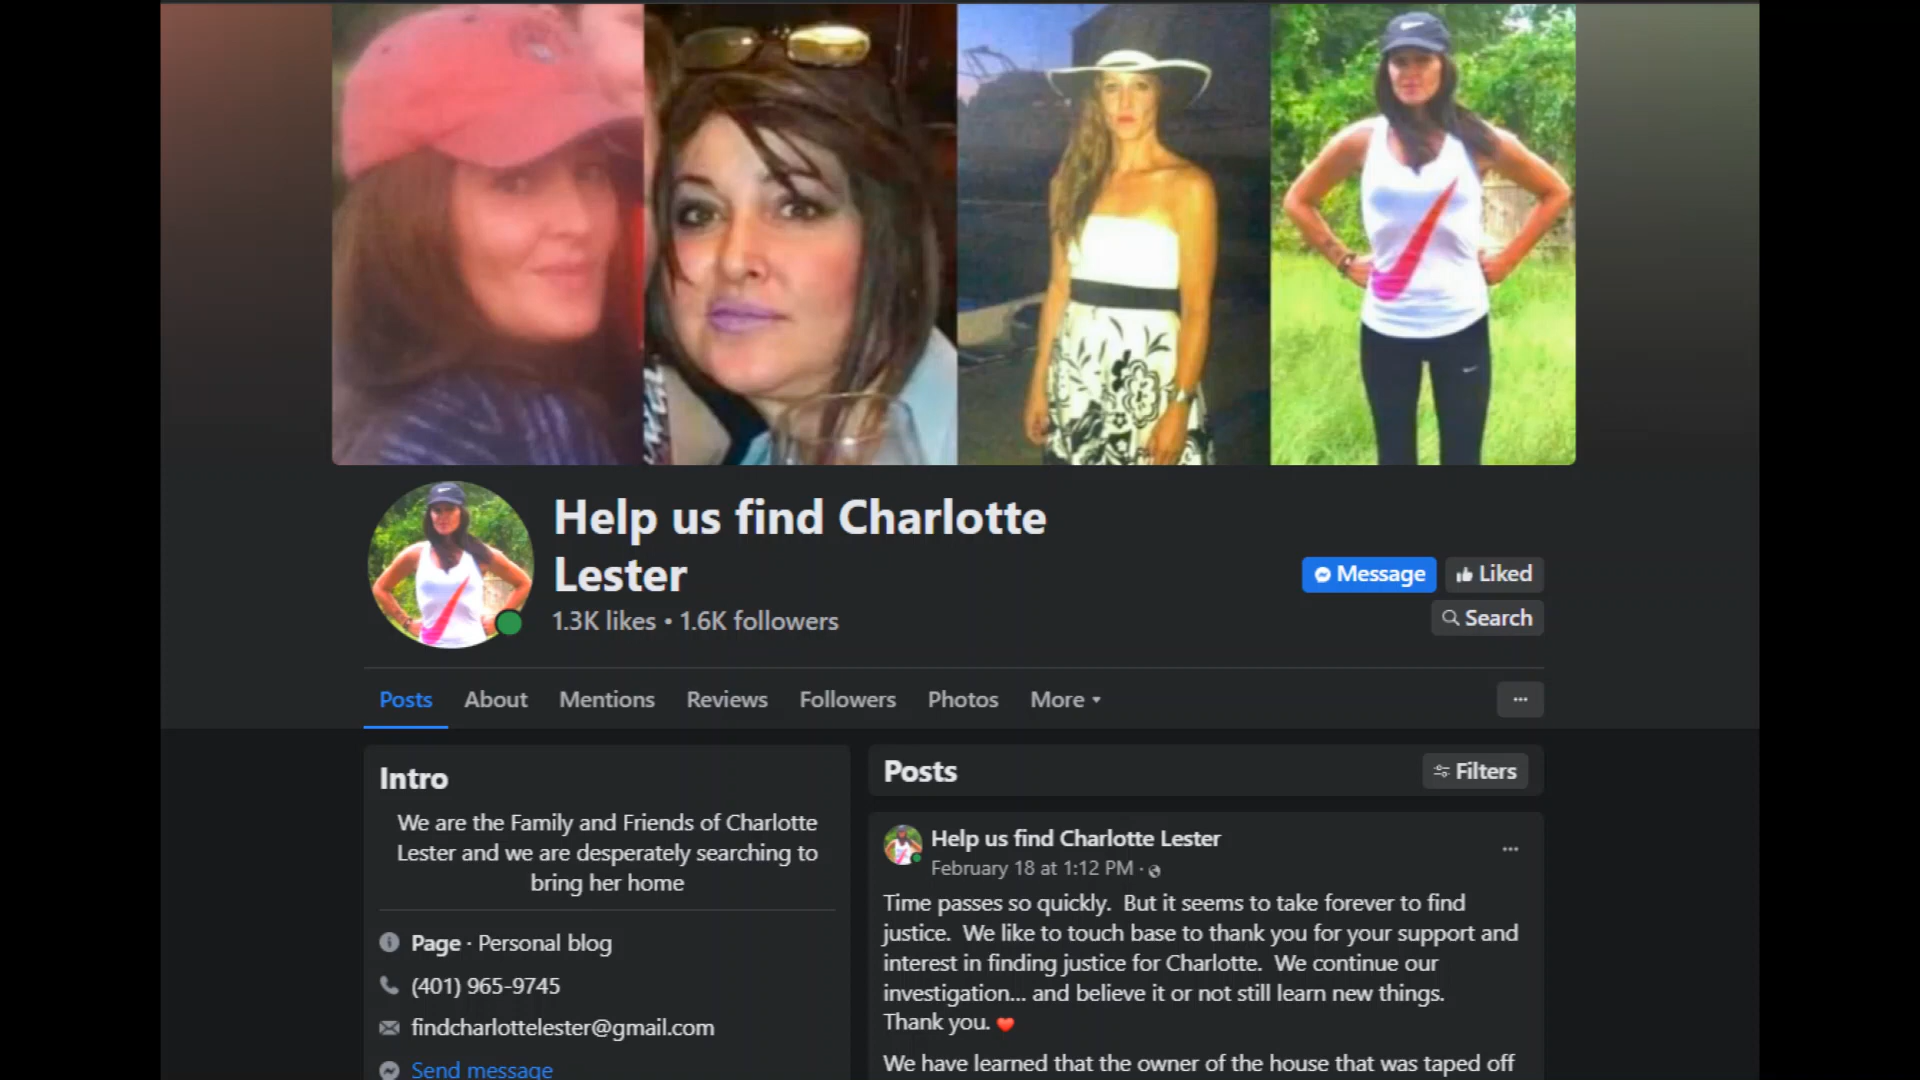 Help us find Charlotte
Lester
1.3K likes • 1.6K followers
Message
Liked
Search
Posts About Mentions Reviews Followers Photos More
Intro
We are the Family and Friends of Charlotte
Lester and we are desperately searching to
bring her home
Page · Personal blog
(401) 965-9745
findcharlottelester@gmail.com
Send message
Posts
Filters
Help us find Charlotte Lester
February 18 at 1:12 PM ·
Time passes so quickly. But it seems to take forever to find
justice. We like to touch base to thank you for your support and
interest in finding justice for Charlotte. We continue our
investigation... and believe it or not still learn new things.
Thank you. ❤️
We have learned that the owner of the house that was taped off